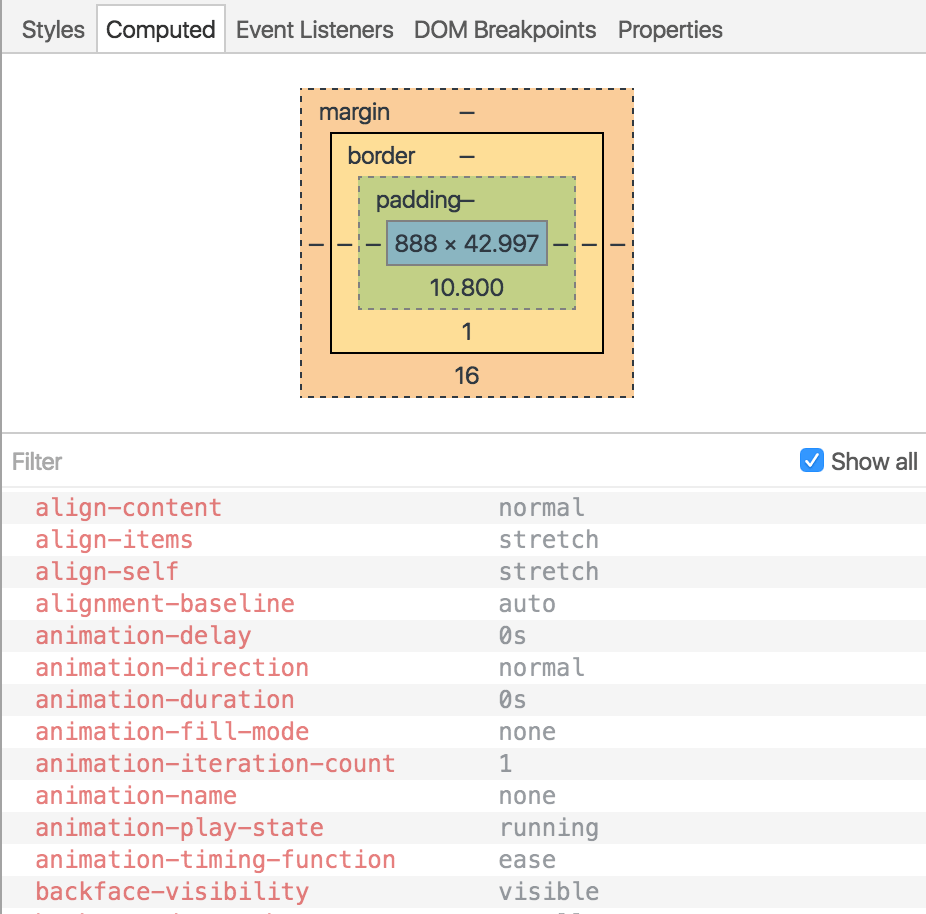 Styles Computed Event Listeners DOM Breakpoints Properties
margin –
border –
padding –
– – – 888 × 42.997 – – –
10.800
1
16
Filter Show all
align-content normal
align-items stretch
align-self stretch
alignment-baseline auto
animation-delay 0s
animation-direction normal
animation-duration 0s
animation-fill-mode none
animation-iteration-count 1
animation-name none
animation-play-state running
animation-timing-function ease
backface-visibility visible